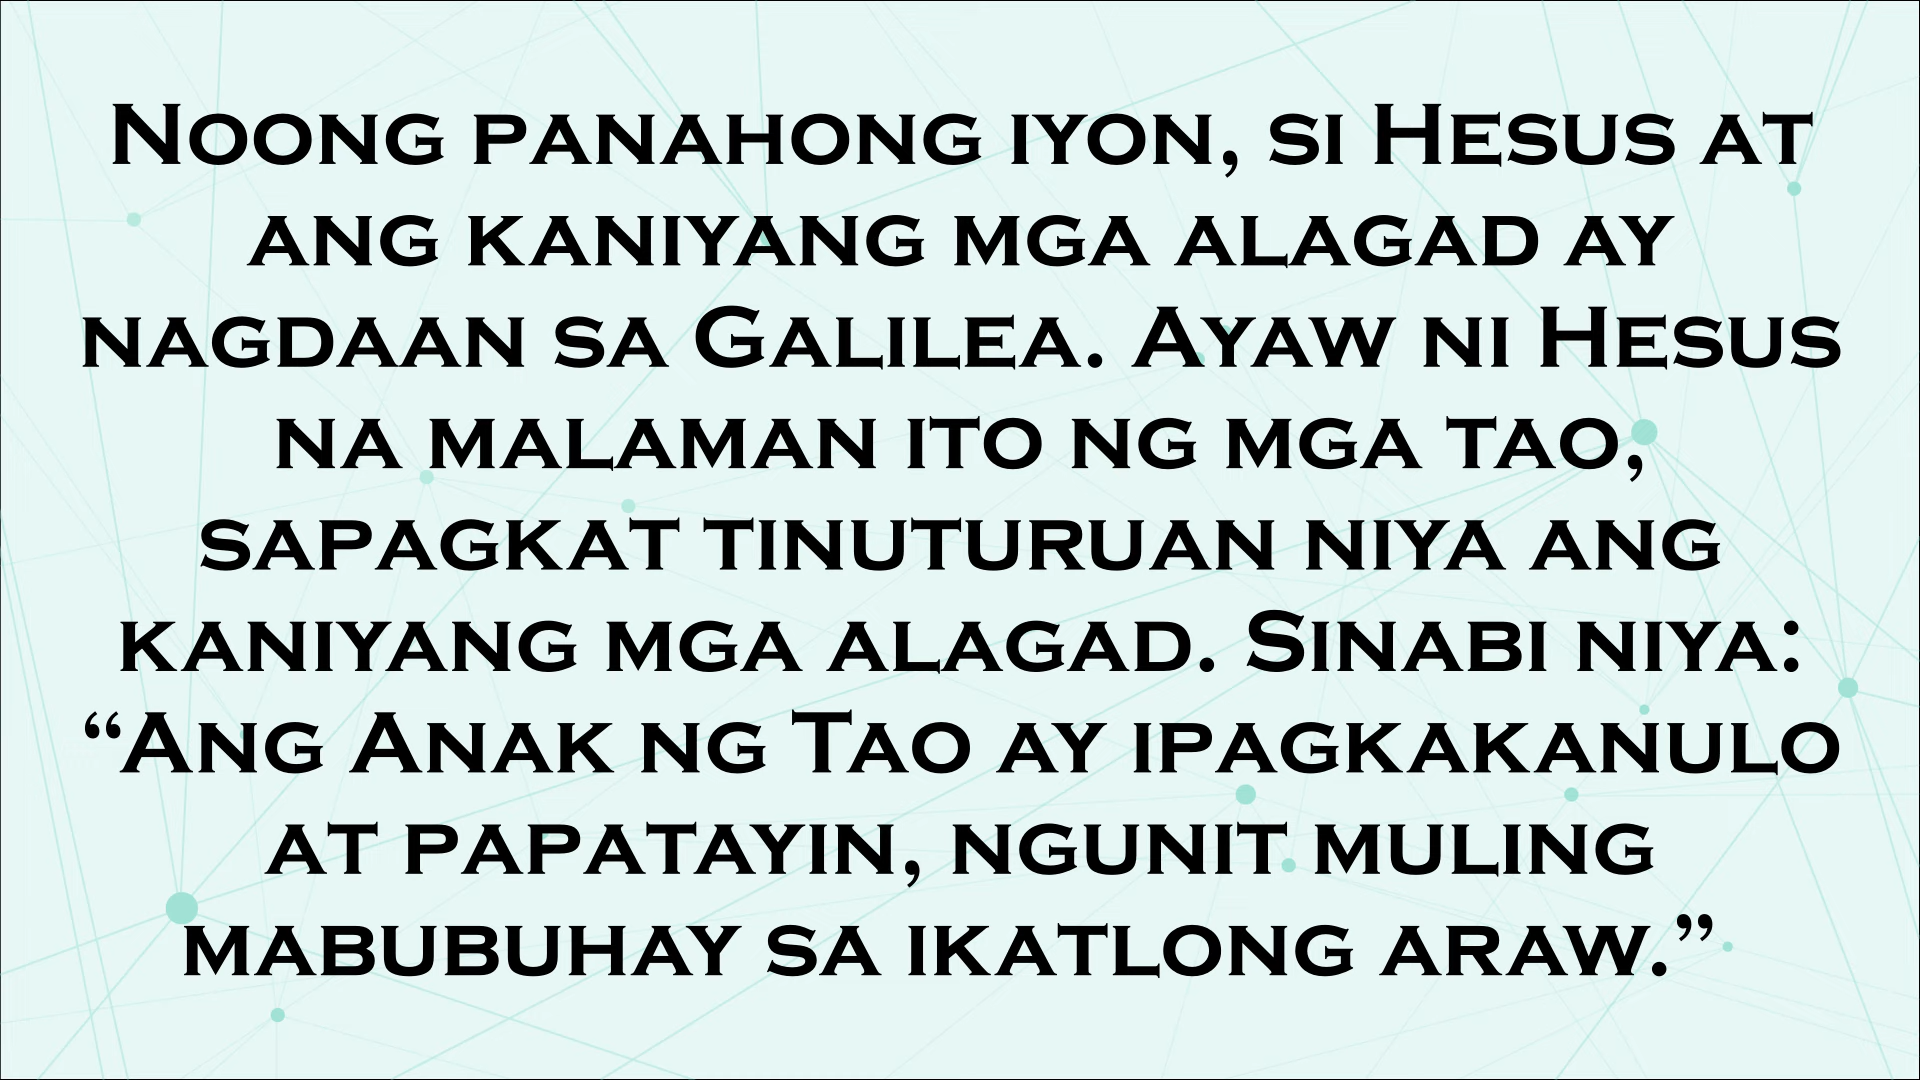 Noong panahong iyon, si Hesus at
ang kaniyang mga alagad ay
nagdaan sa Galilea. Ayaw ni Hesus
na malaman ito ng mga tao,
sapagkat tinuturuan niya ang
kaniyang mga alagad. Sinabi niya:
“Ang Anak ng Tao ay ipagkakanulo
at papatayin, ngunit muling
mabubuhay sa ikatlong araw.”